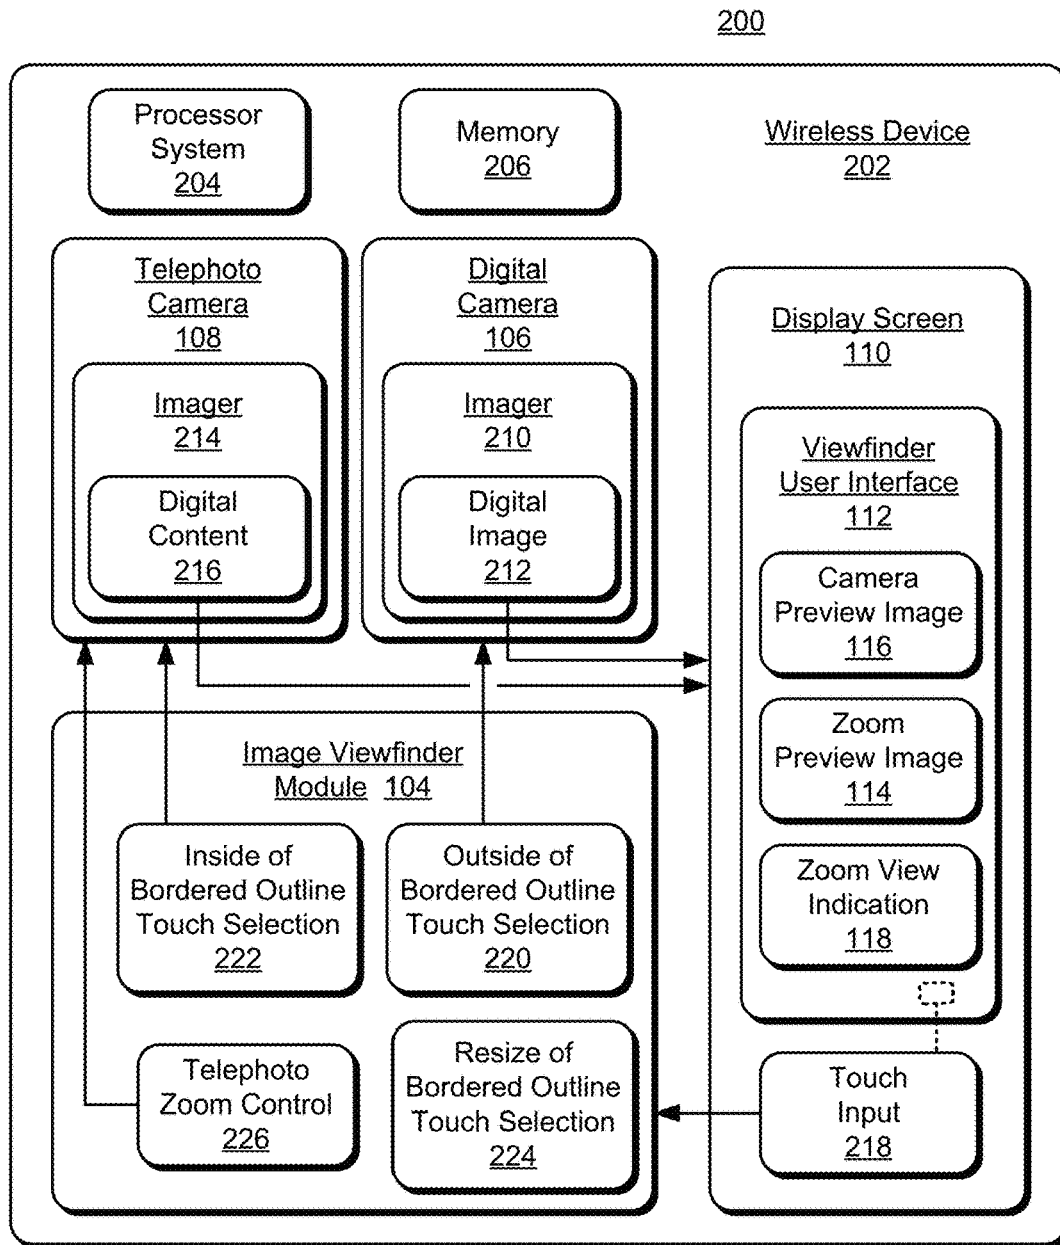 200
Processor
System
204
Memory
206
Wireless Device
202
Telephoto
Camera
108
Imager
214
Digital
Content
216
Digital
Camera
106
Imager
210
Digital
Image
212
Display Screen
110
Viewfinder
User Interface
112
Camera
Preview Image
116
Zoom
Preview Image
114
Zoom View
Indication
118
Touch
Input
218
Image Viewfinder
Module 104
Inside of
Bordered Outline
Touch Selection
222
Outside of
Bordered Outline
Touch Selection
220
Telephoto
Zoom Control
226
Resize of
Bordered Outline
Touch Selection
224